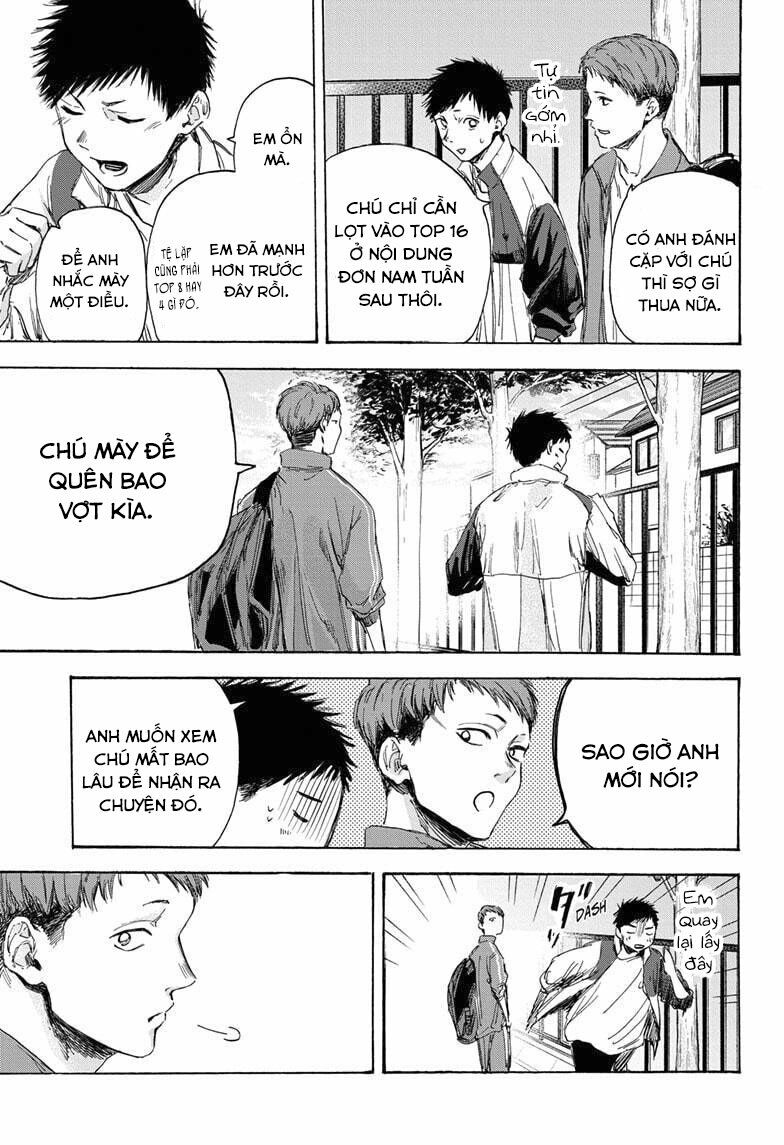 CÓ ANH ĐÁNH
CẶP VỚI CHÚ
THÌ SỢ GÌ
THUA NỮA.
Tự
tin
Gớm
nhỉ.
CHÚ CHỈ CẦN
LỌT VÀO TOP 16
Ở NỘI DUNG
ĐƠN NAM TUẦN
SAU THÔI.
EM ỔN
MÀ.
EM ĐÃ MẠNH
HƠN TRƯỚC
ĐÂY RỒI.
TỆ LẮP
CŨNG PHẢI
TOP 8 HAY
4 GÌ ĐÓ.
ĐỂ ANH
NHẮC MÀY
MỘT ĐIỀU.
CHÚ MÀY ĐỂ
QUÊN BAO
VỢT KÌA.
SAO GIỜ ANH
MỚI NÓI?
ANH MUỐN XEM
CHÚ MẤT BAO
LÂU ĐỂ NHẬN RA
CHUYỆN ĐÓ.
Em
Quay
lại lấy
đây
ダッ
DASH